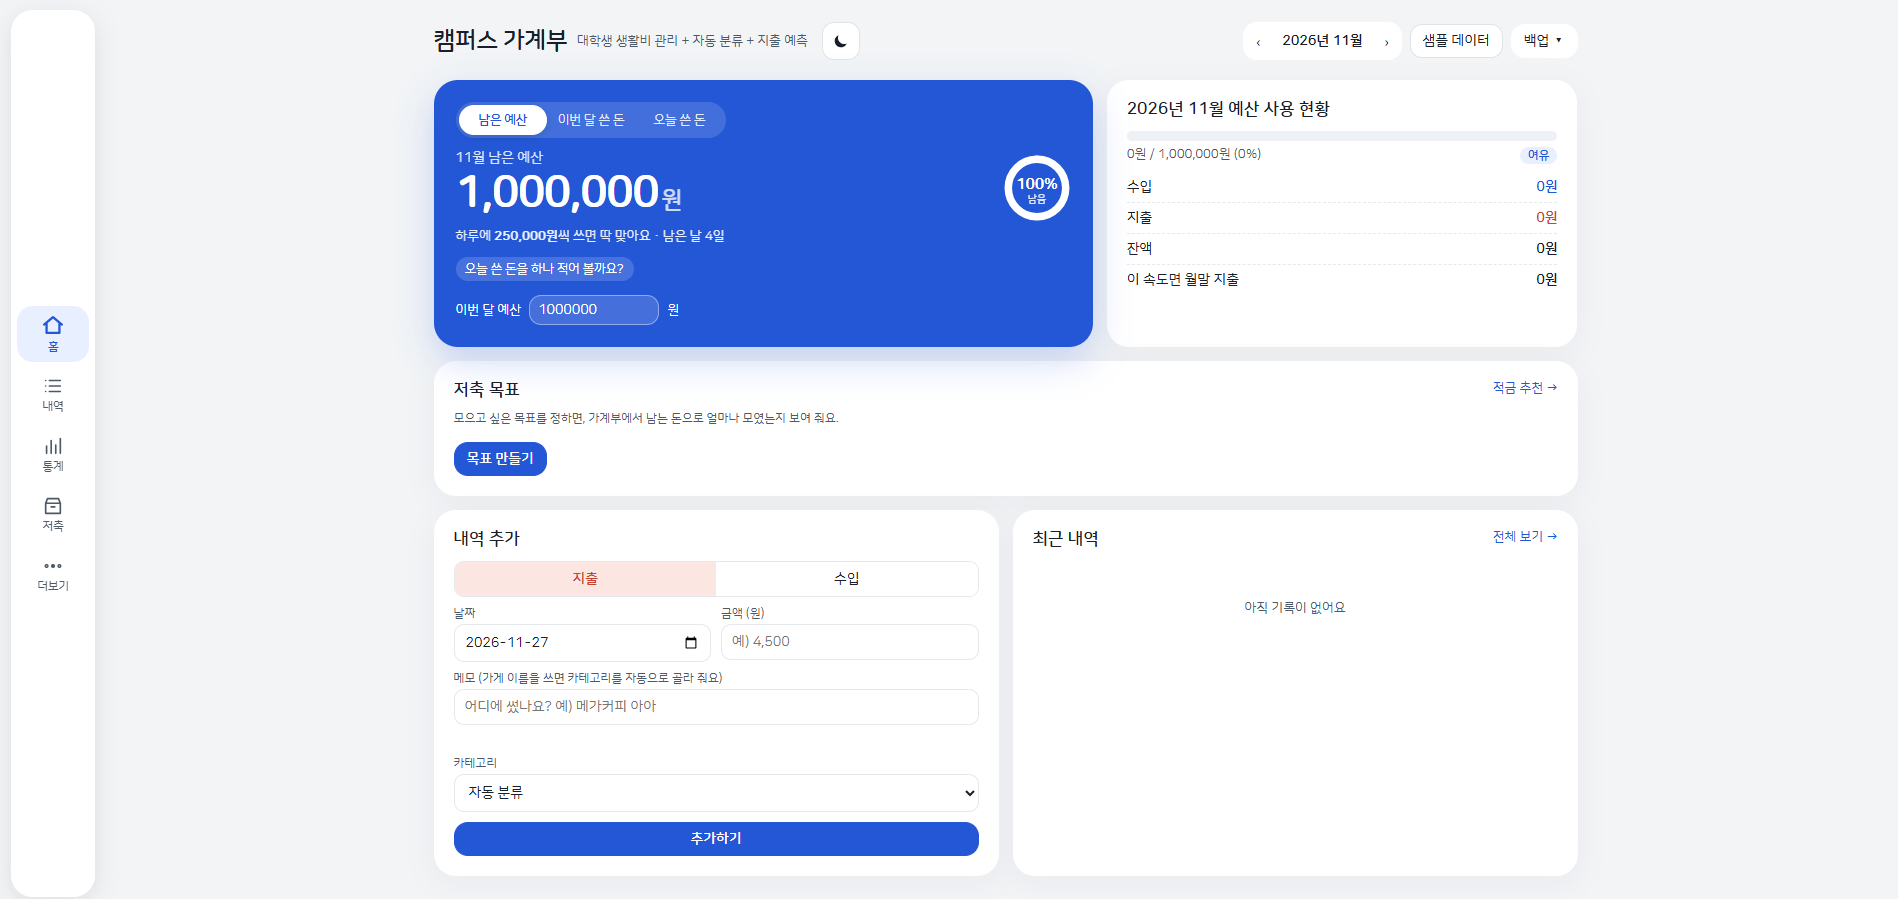 홈
내역
통계
저축
더보기
캠퍼스 가계부 대학생 생활비 관리 + 자동 분류 + 지출 예측
‹ 2026년 11월 › 샘플 데이터 백업 ▾
남은 예산 이번 달 쓴 돈 오늘 쓴 돈
11월 남은 예산
1,000,000원
하루에 250,000원씩 쓰면 딱 맞아요 · 남은 날 4일
오늘 쓴 돈을 하나 적어 볼까요?
이번 달 예산 1000000 원
100%
남음
2026년 11월 예산 사용 현황
0원 / 1,000,000원 (0%) 여유
수입 0원
지출 0원
잔액 0원
이 속도면 월말 지출 0원
저축 목표 적금 추천 →
모으고 싶은 목표를 정하면, 가계부에서 남는 돈으로 얼마나 모였는지 보여 줘요.
목표 만들기
내역 추가
지출 수입
날짜 금액 (원)
2026-11-27 예) 4,500
메모 (가게 이름을 쓰면 카테고리를 자동으로 골라 줘요)
어디에 썼나요? 예) 메가커피 아아
카테고리
자동 분류
추가하기
최근 내역 전체 보기 →
아직 기록이 없어요